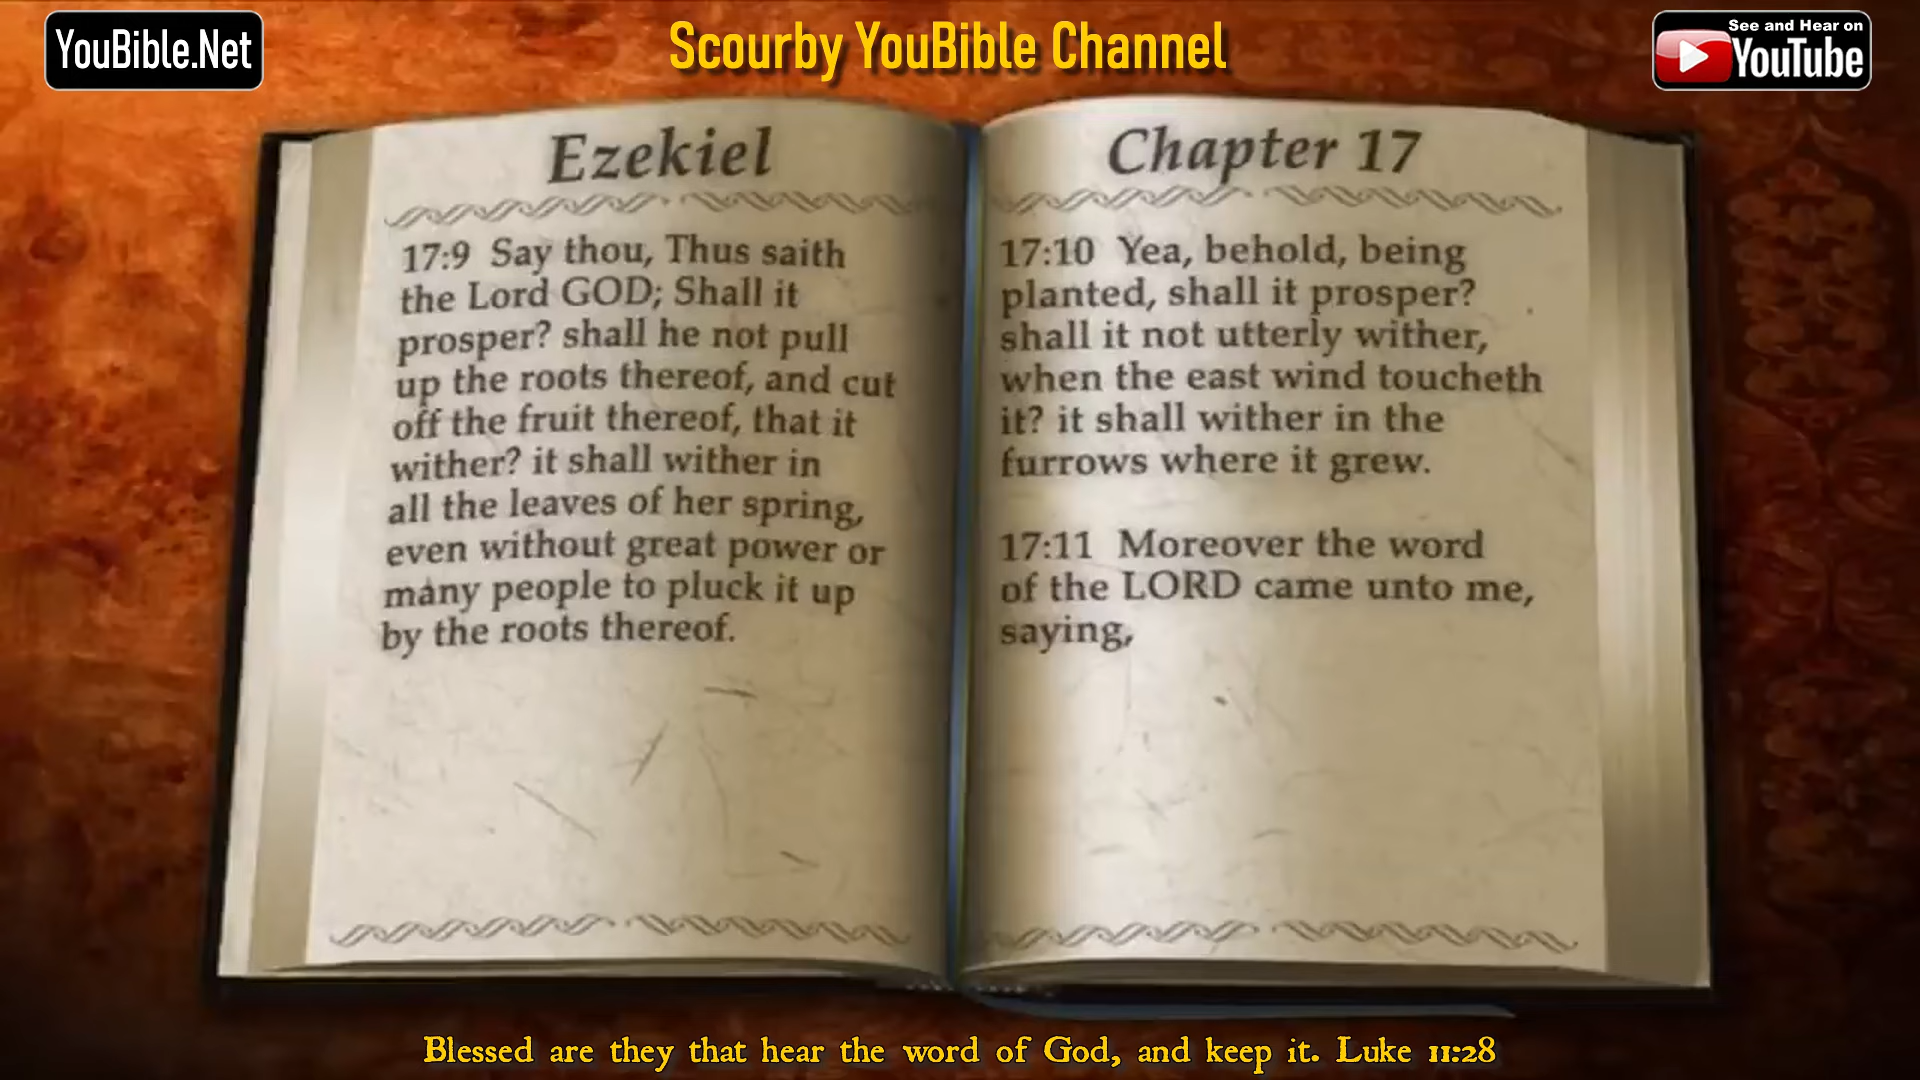 YouBible.Net
Scourby YouBible Channel
See and Hear on
YouTube
Ezekiel
17:9 Say thou, Thus saith
the Lord GOD; Shall it
prosper? shall he not pull
up the roots thereof, and cut
off the fruit thereof, that it
wither? it shall wither in
all the leaves of her spring,
even without great power or
many people to pluck it up
by the roots thereof.
Chapter 17
17:10 Yea, behold, being
planted, shall it prosper?
shall it not utterly wither,
when the east wind toucheth
it? it shall wither in the
furrows where it grew.
17:11 Moreover the word
of the LORD came unto me,
saying,
Blessed are they that hear the word of God, and keep it. Luke 11:28